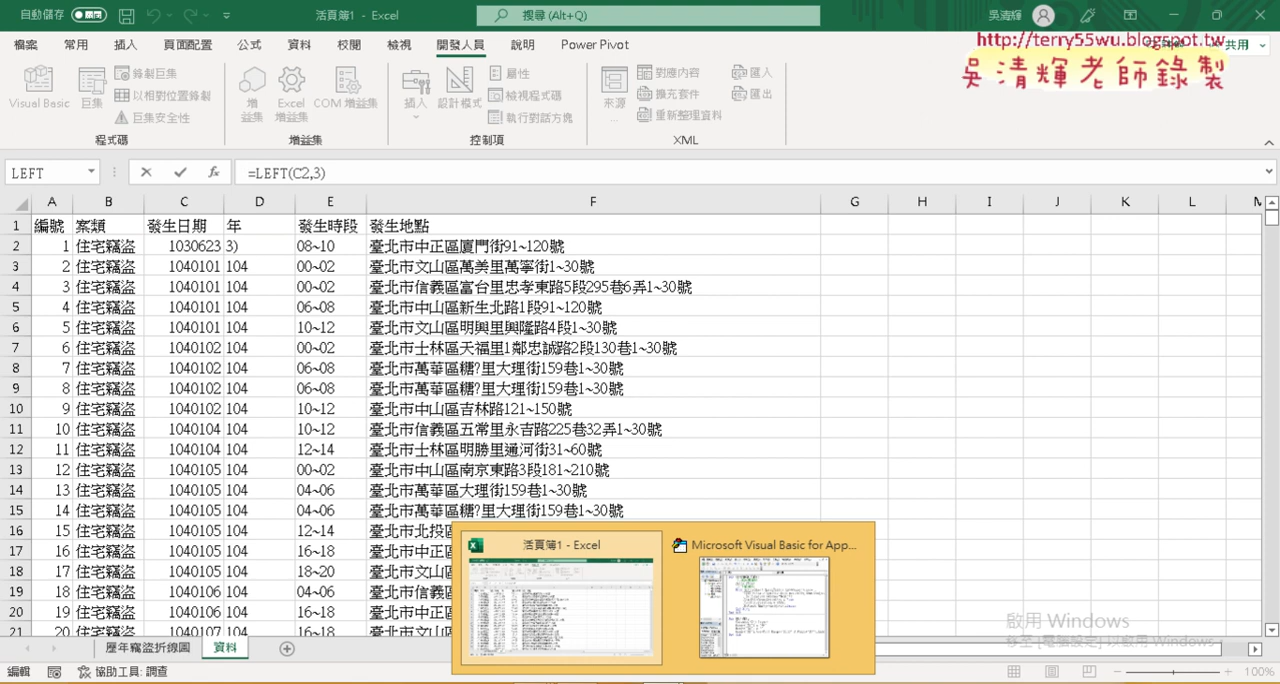 自動儲存 活頁簿1 - Excel 搜尋 (Alt+Q) 吳清輝
檔案 常用 插入 頁面配置 公式 資料 校閱 檢視 開發人員 說明 Power Pivot 共用
http://terry55wu.blogspot.tw
吳清輝老師錄製
Visual Basic 巨集 錄製巨集 以相對位置錄製 巨集安全性
增益集 Excel 增益集 COM 增益集
插入 設計模式 屬性 檢視程式碼 執行對話方塊
來源 對應內容 擴充套件 重新整理資料 匯入 匯出
程式碼 增益集 控制項 XML
LEFT =LEFT(C2,3)
A B C D E F G H I J K L M
1 編號 案類 發生日期 年 發生時段 發生地點
2 1 住宅竊盜 1030623 3) 08~10 臺北市中正區廈門街91~120號
3 2 住宅竊盜 1040101 104 00~02 臺北市文山區萬美里萬寧街1~30號
4 3 住宅竊盜 1040101 104 00~02 臺北市信義區富台里忠孝東路5段295巷6弄1~30號
5 4 住宅竊盜 1040101 104 06~08 臺北市中山區新生北路1段91~120號
6 5 住宅竊盜 1040101 104 10~12 臺北市文山區明興里興隆路4段1~30號
7 6 住宅竊盜 1040102 104 00~02 臺北市士林區天福里1鄰忠誠路2段130巷1~30號
8 7 住宅竊盜 1040102 104 06~08 臺北市萬華區糖?里大理街159巷1~30號
9 8 住宅竊盜 1040102 104 06~08 臺北市萬華區糖?里大理街159巷1~30號
10 9 住宅竊盜 1040102 104 10~12 臺北市中山區吉林路121~150號
11 10 住宅竊盜 1040104 104 10~12 臺北市信義區五常里永吉路225巷32弄1~30號
12 11 住宅竊盜 1040104 104 12~14 臺北市士林區明勝里通河街31~60號
13 12 住宅竊盜 1040105 104 00~02 臺北市中山區南京東路3段181~210號
14 13 住宅竊盜 1040105 104 04~06 臺北市萬華區大理街159巷1~30號
15 14 住宅竊盜 1040105 104 04~06 臺北市萬華區糖?里大理街159巷1~30號
16 15 住宅竊盜 1040105 104 12~14 臺北市北投
17 16 住宅竊盜 1040105 104 16~18 臺北市中正
18 17 住宅竊盜 1040105 104 18~20 臺北市文山
19 18 住宅竊盜 1040106 104 04~06 臺北市信義
20 19 住宅竊盜 1040106 104 16~18 臺北市中正
21 20 住宅竊盜 1040107 104 16~18
活頁簿1 - Excel Microsoft Visual Basic for App...
啟用 Windows
移至 [電腦設定] 以啟用 Windows。
歷年竊盜折線圖 資料
編輯 協助工具: 調查 100%